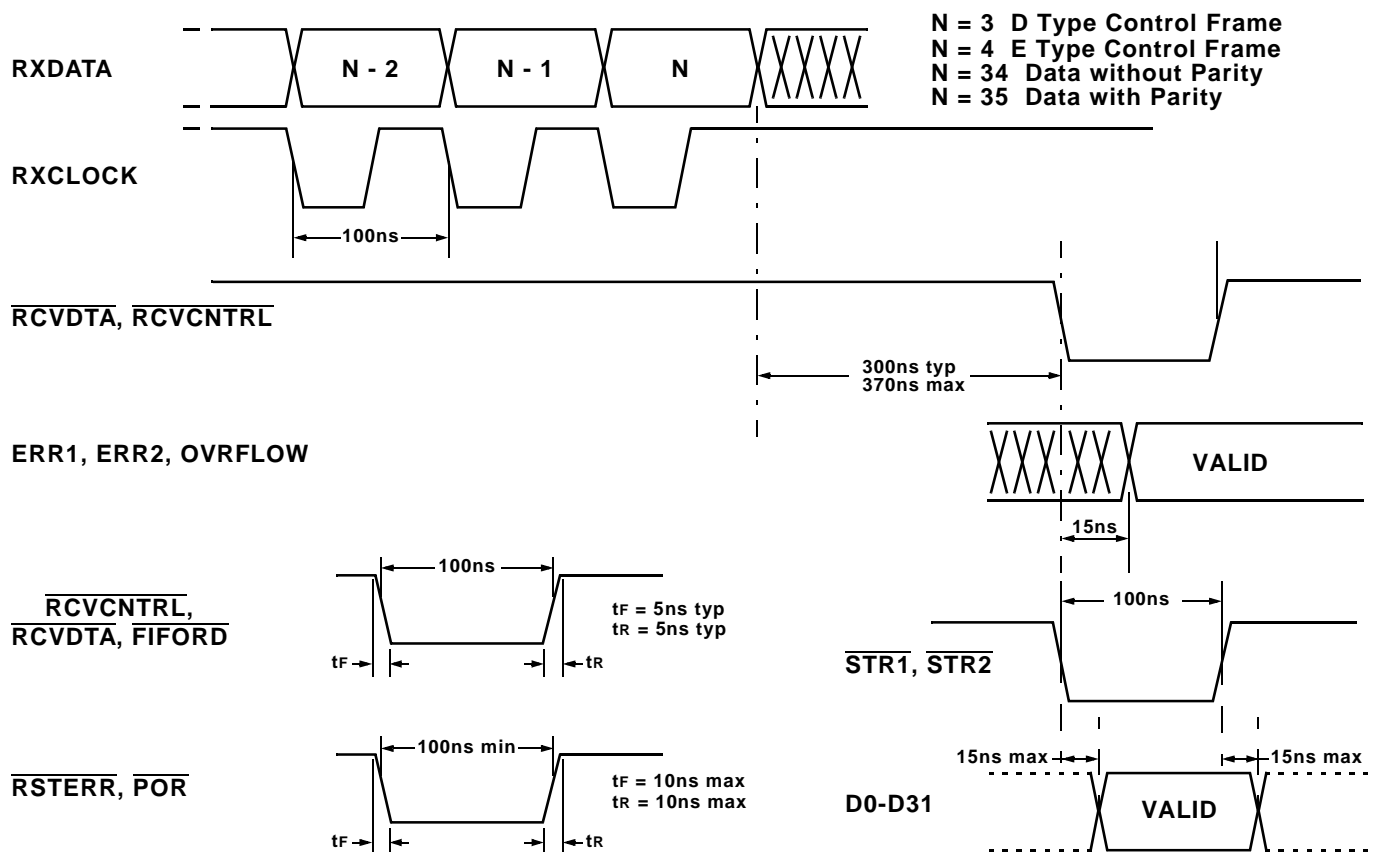 N = 3 D Type Control Frame
N = 4 E Type Control Frame
N = 34 Data without Parity
N = 35 Data with Parity
RXDATA
N - 2
N - 1
N
RXCLOCK
100ns
RCVDTA, RCVCNTRL
300ns typ
370ns max
ERR1, ERR2, OVRFLOW
VALID
15ns
RCVCNTRL,
RCVDTA, FIFORD
100ns
tF = 5ns typ
tR = 5ns typ
tF
tR
STR1, STR2
100ns
RSTERR, POR
100ns min
tF = 10ns max
tR = 10ns max
tF
tR
15ns max
15ns max
D0-D31
VALID